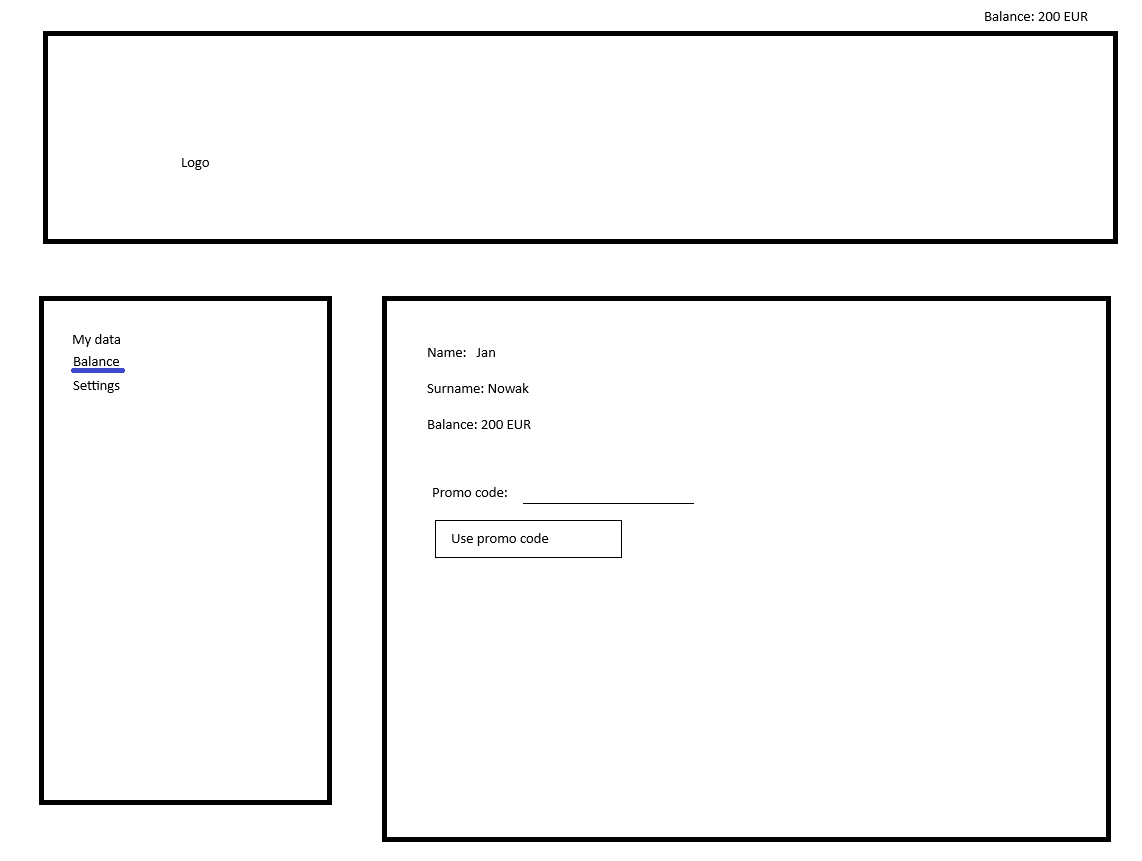 Balance: 200 EUR
Logo
My data
Balance
Settings
Name: Jan
Surname: Nowak
Balance: 200 EUR
Promo code:
Use promo code